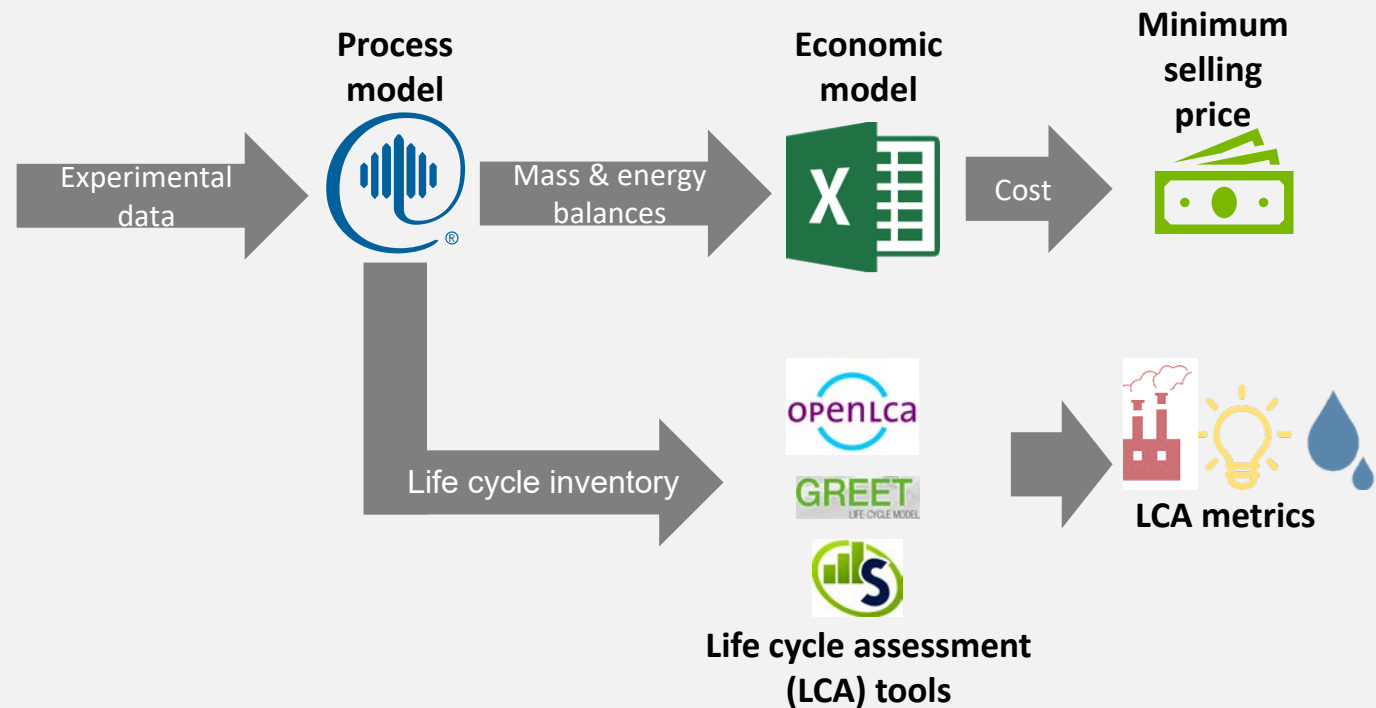 Process
model
Economic
model
Minimum
selling
price
Experimental
data
®
Mass & energy
balances
X
Cost
openLca
GREET
LIFE-CYCLE MODEL
S
Life cycle inventory
LCA metrics
Life cycle assessment
(LCA) tools